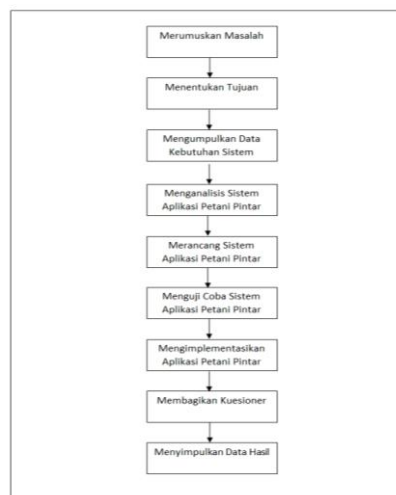 Merumuskan Masalah
Menentukan Tujuan
Mengumpulkan Data
Kebutuhan Sistem
Menganalisis Sistem
Aplikasi Petani Pintar
Merancang Sistem
Aplikasi Petani Pintar
Menguji Coba Sistem
Aplikasi Petani Pintar
Mengimplementasikan
Aplikasi Petani Pintar
Membagikan Kuesioner
Menyimpulkan Data Hasil